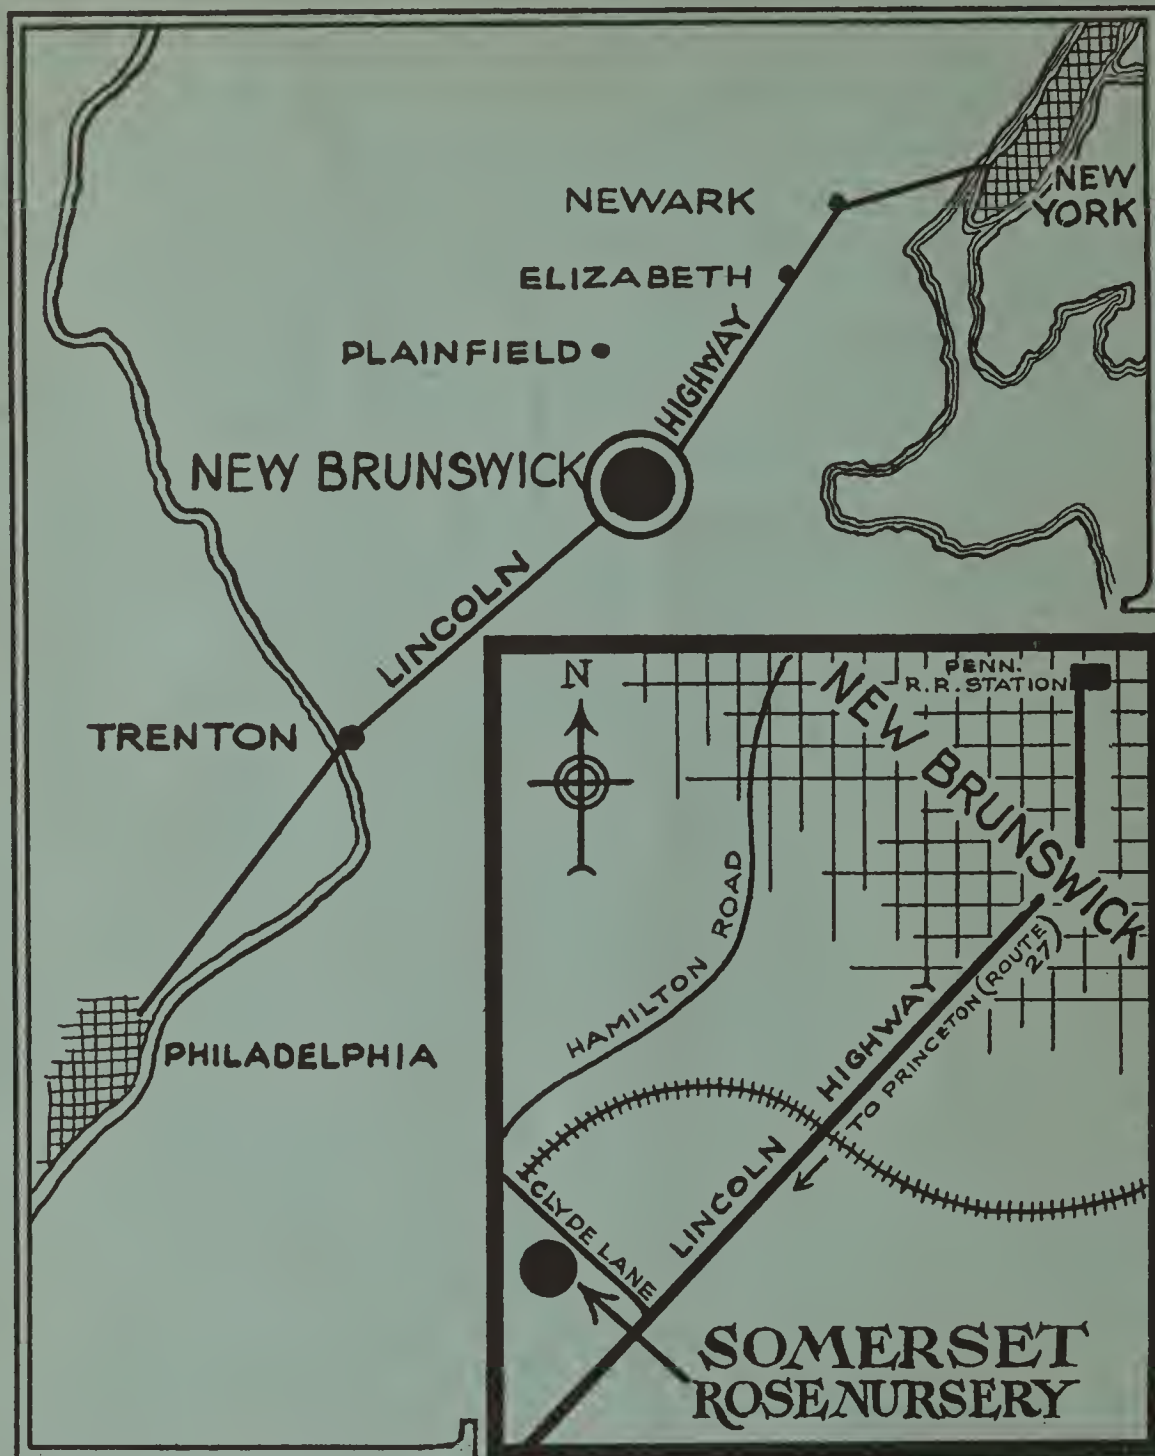 NEW
YORK
NEWARK
ELIZABETH
PLAINFIELD
HIGHWAY
NEW BRUNSWICK
LINCOLN
TRENTON
PHILADELPHIA
N
PENN.
R.R. STATION
NEW BRUNSWICK
HAMILTON ROAD
LINCOLN HIGHWAY
TO PRINCETON (ROUTE
27)
CLYDE LANE
SOMERSET
ROSE NURSERY